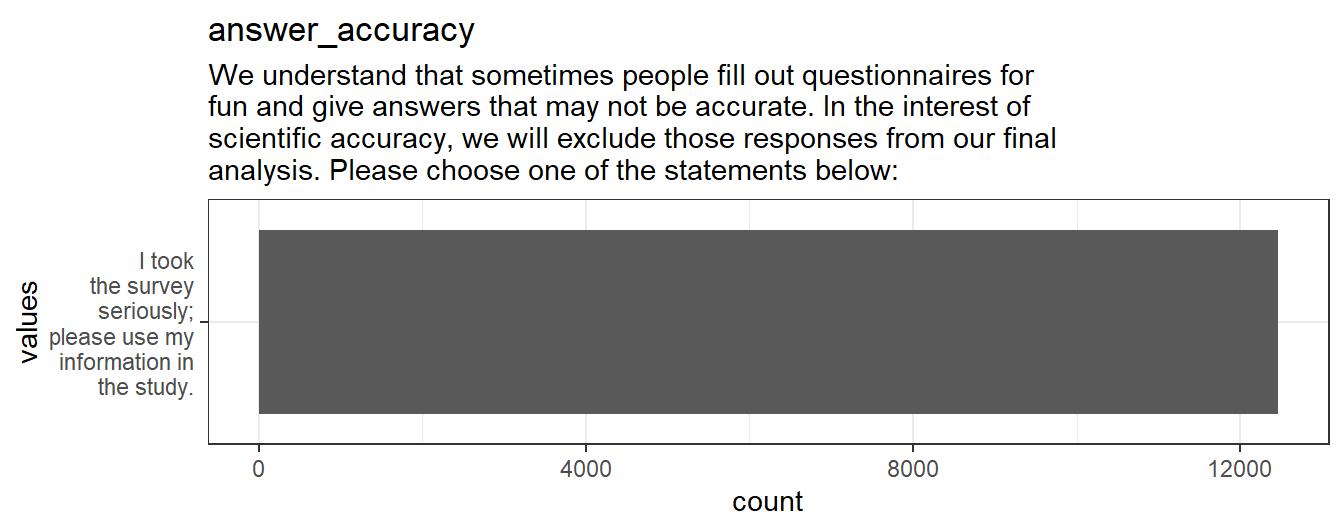 answer_accuracy
We understand that sometimes people fill out questionnaires for
fun and give answers that may not be accurate. In the interest of
scientific accuracy, we will exclude those responses from our final
analysis. Please choose one of the statements below:
values
I took
the survey
seriously;
please use my
information in
the study.
0 4000 8000 12000
count